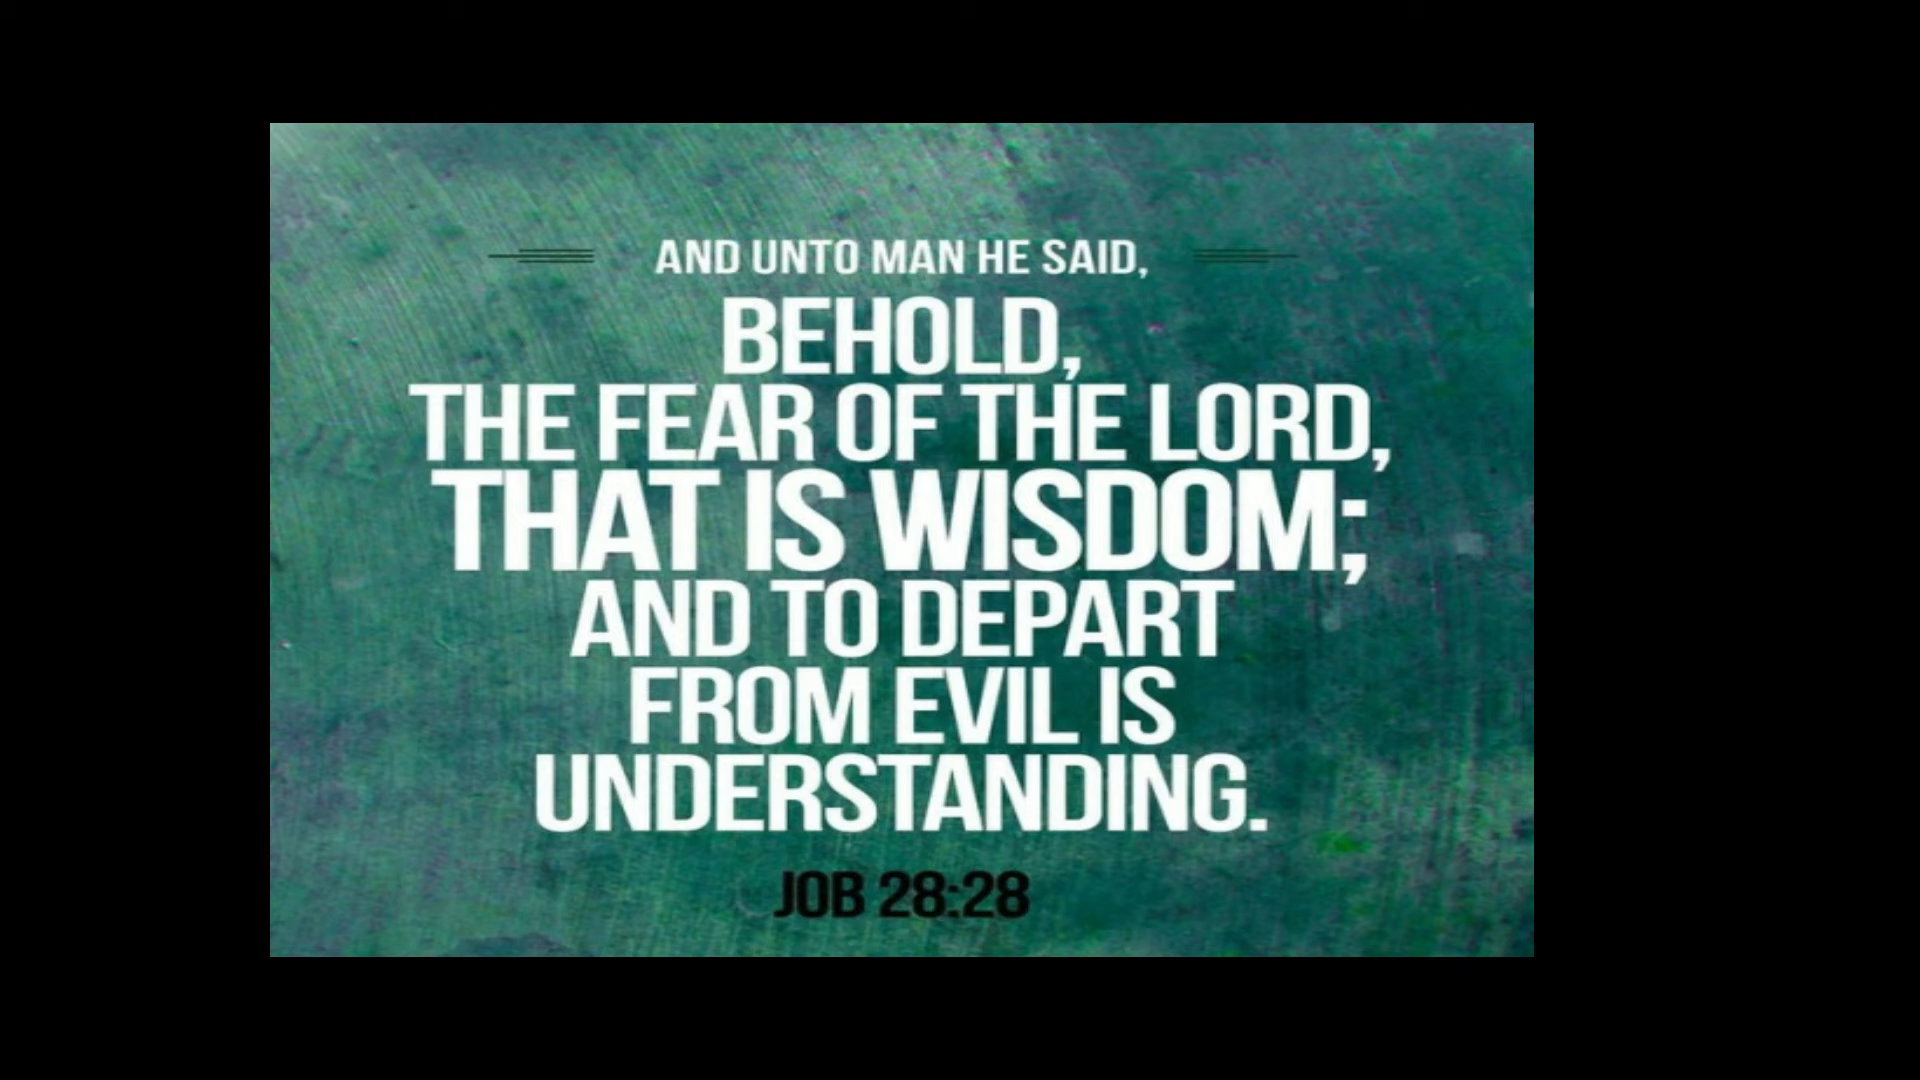 AND UNTO MAN HE SAID,
BEHOLD,
THE FEAR OF THE LORD,
THAT IS WISDOM;
AND TO DEPART
FROM EVIL IS
UNDERSTANDING.
JOB 28:28